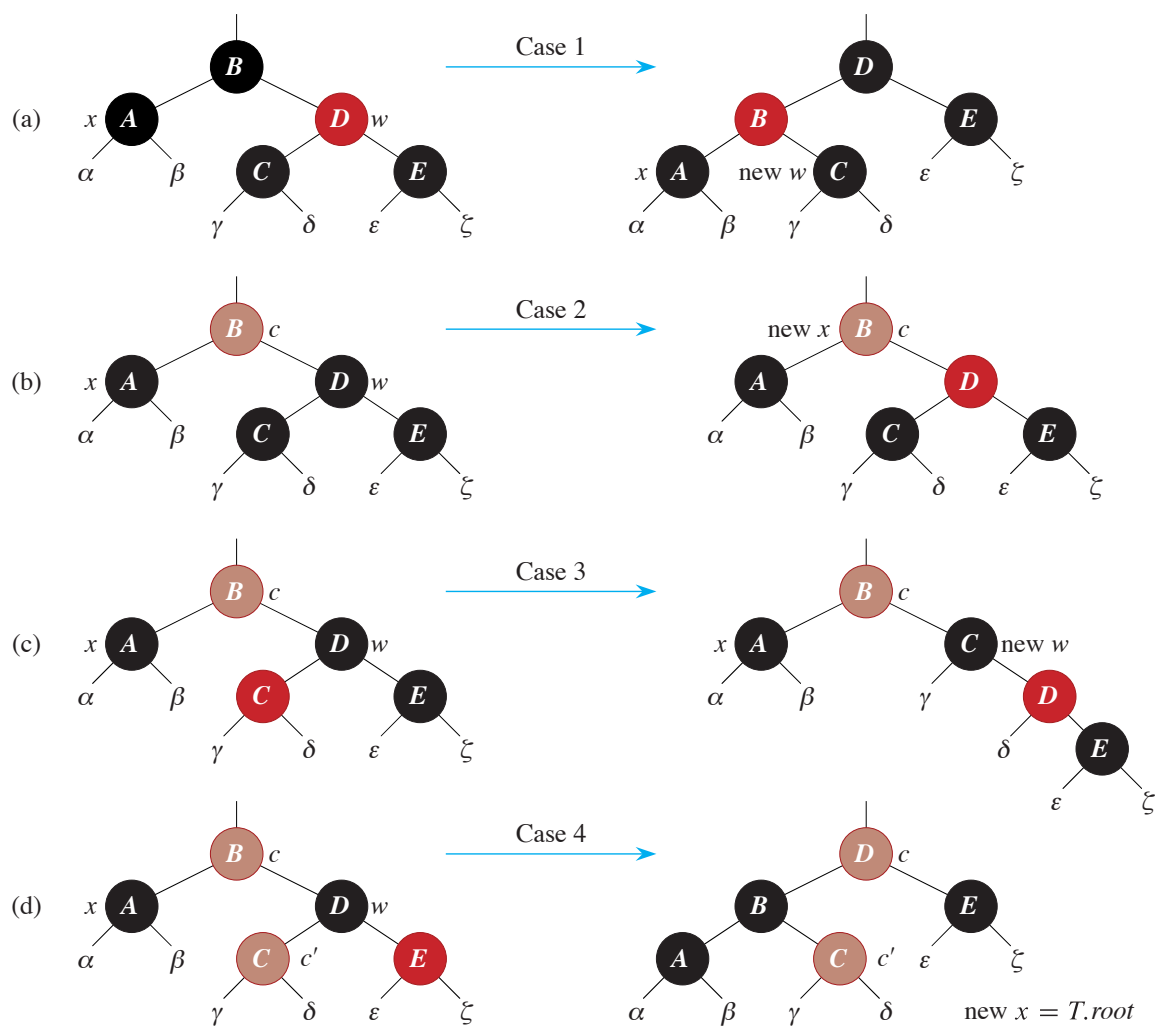 Case 1
B D
(a) x A D w B E
α β C E x A new w C ε ζ
γ δ ε ζ α β γ δ
Case 2
B c new x B c
(b) x A D w A D
α β C E α β C E
γ δ ε ζ γ δ ε ζ
Case 3
B c B c
(c) x A D w x A C new w
α β C E α β γ D
γ δ ε ζ δ E
ε ζ
Case 4
B c D c
(d) x A D w B E
α β C c′ E A C c′ ε ζ
γ δ ε ζ α β γ δ new x = T.root